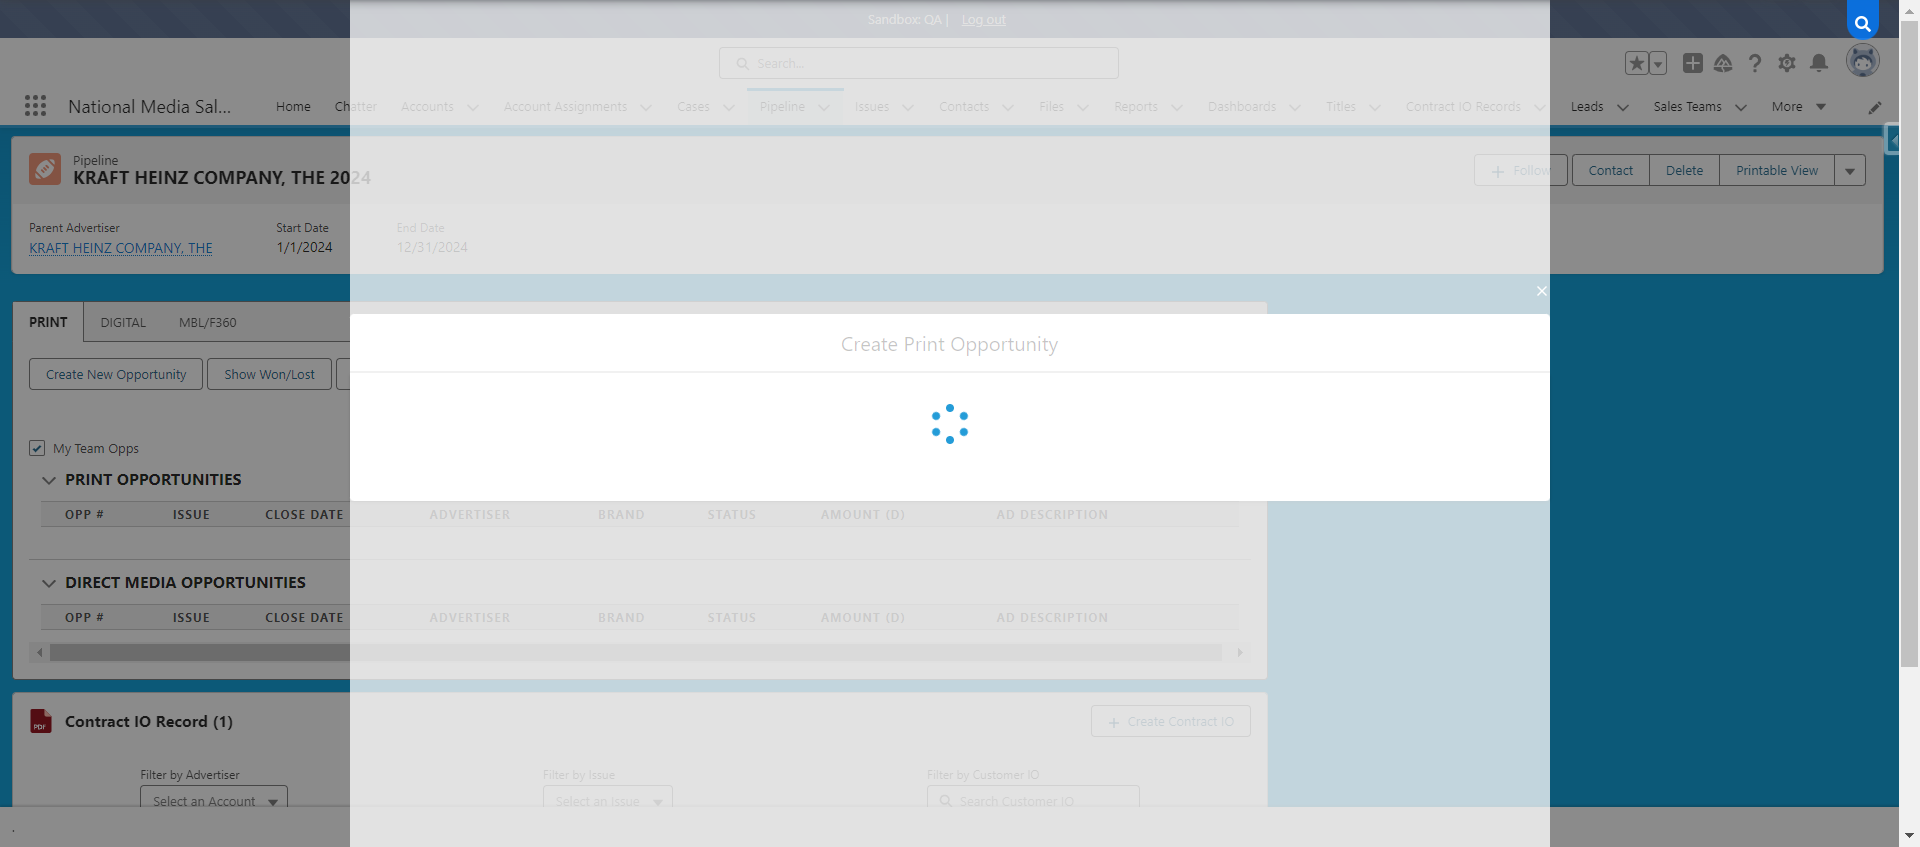 Sandbox: QA | Log out
Search...
National Media Sal...
Home
Chatter
Accounts
Account Assignments
Cases
Pipeline
Issues
Contacts
Files
Reports
Dashboards
Titles
Contract IO Records
Leads
Sales Teams
More
Pipeline
KRAFT HEINZ COMPANY, THE 2024
Follow
Contact
Delete
Printable View
Parent Advertiser
Start Date
End Date
KRAFT HEINZ COMPANY, THE
1/1/2024
12/31/2024
PRINT
DIGITAL
MBL/F360
Create Print Opportunity
Create New Opportunity
Show Won/Lost
My Team Opps
PRINT OPPORTUNITIES
OPP # ISSUE CLOSE DATE ADVERTISER BRAND STATUS AMOUNT (D) AD DESCRIPTION
DIRECT MEDIA OPPORTUNITIES
OPP # ISSUE CLOSE DATE ADVERTISER BRAND STATUS AMOUNT (D) AD DESCRIPTION
PDF
Contract IO Record (1)
Create Contract IO
Filter by Advertiser
Filter by Issue
Filter by Customer IO
Select an Account
Select an Issue
Search Customer IO
.